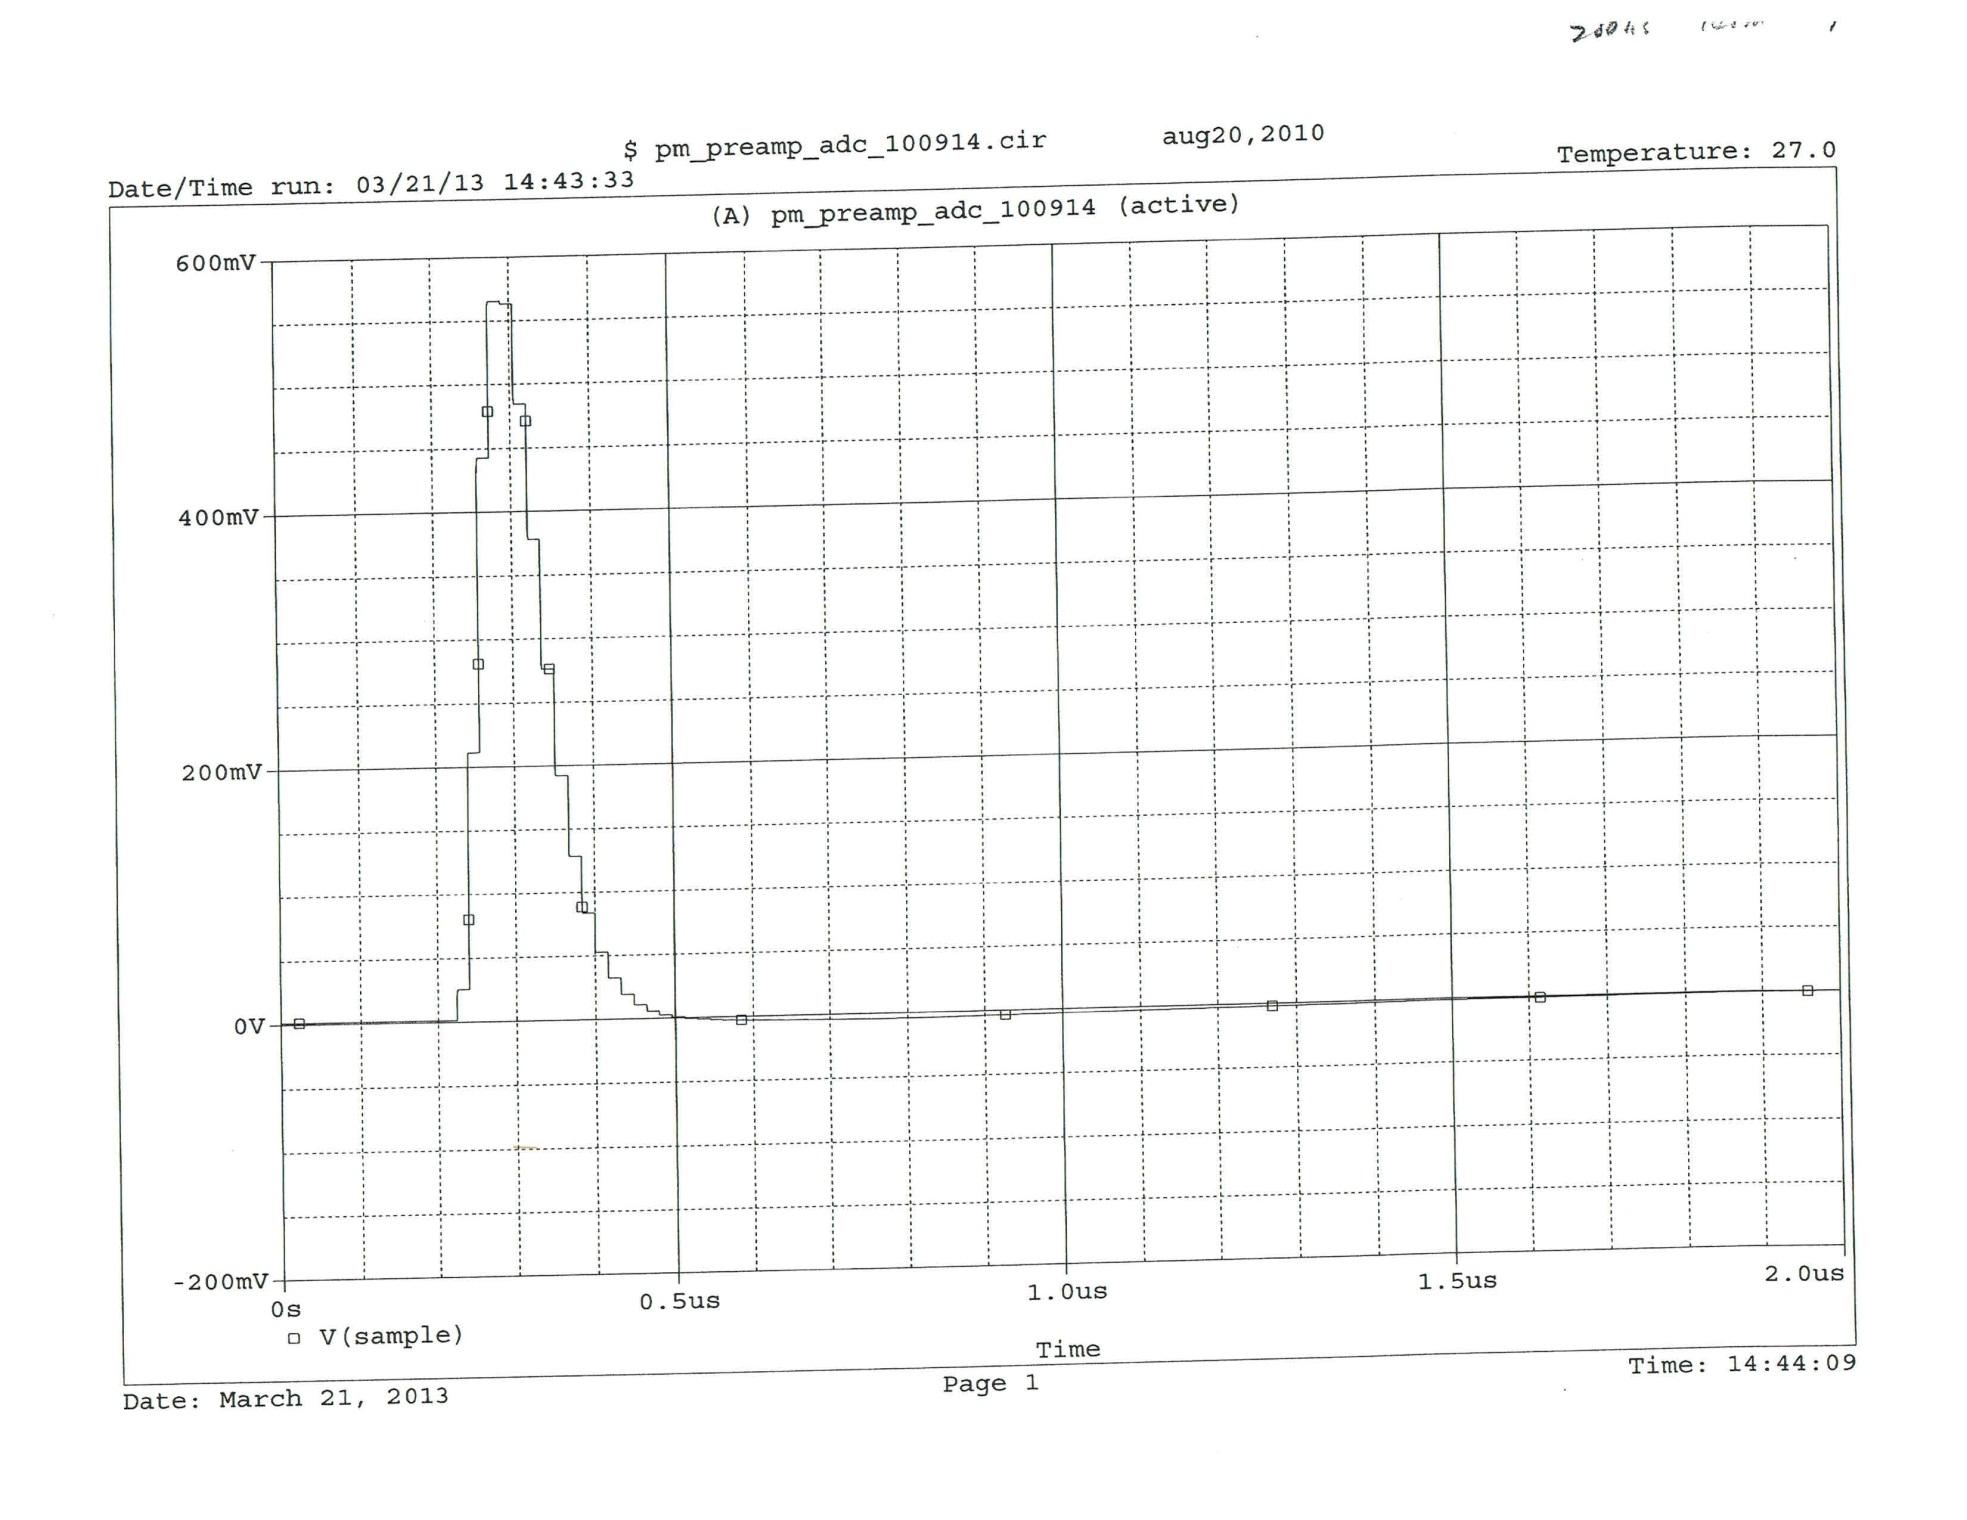 $ pm_preamp_adc_100914.cir aug20,2010
Date/Time run: 03/21/13 14:43:33 Temperature: 27.0
(A) pm_preamp_adc_100914 (active)
600mV
400mV
200mV
0V
-200mV
0s 0.5us 1.0us 1.5us 2.0us
V(sample)
Time
Date: March 21, 2013 Page 1 Time: 14:44:09